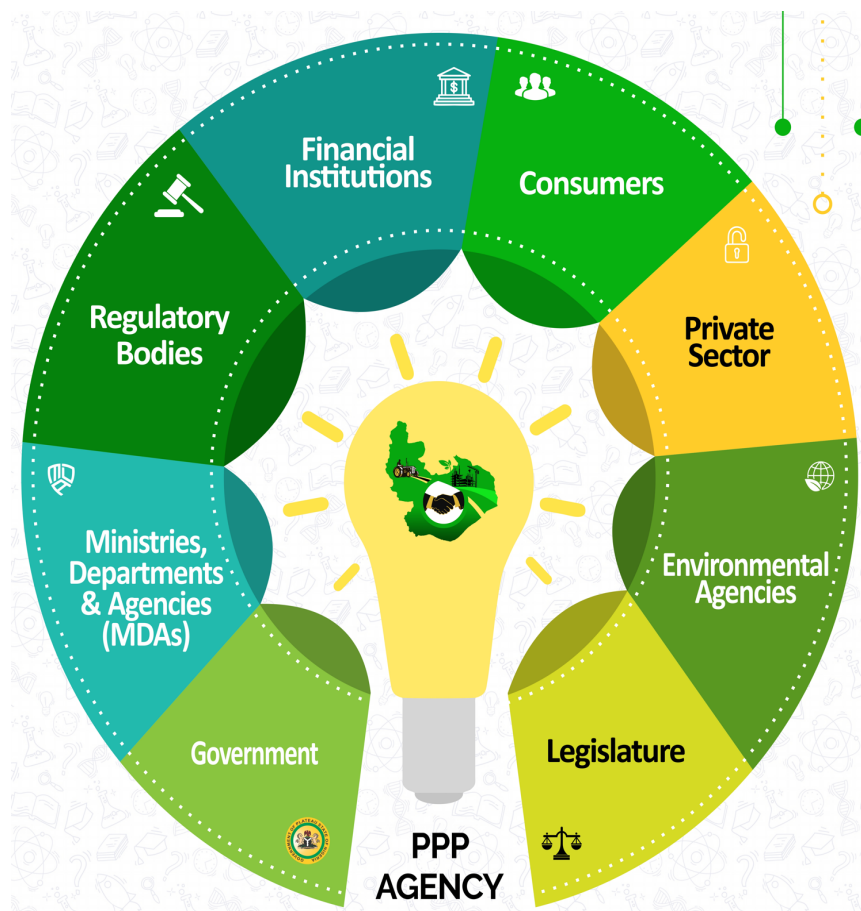 Financial
Institutions
Consumers
Regulatory
Bodies
Private
Sector
Ministries,
Departments
& Agencies
(MDAs)
Environmental
Agencies
Government
Legislature
PPP
AGENCY